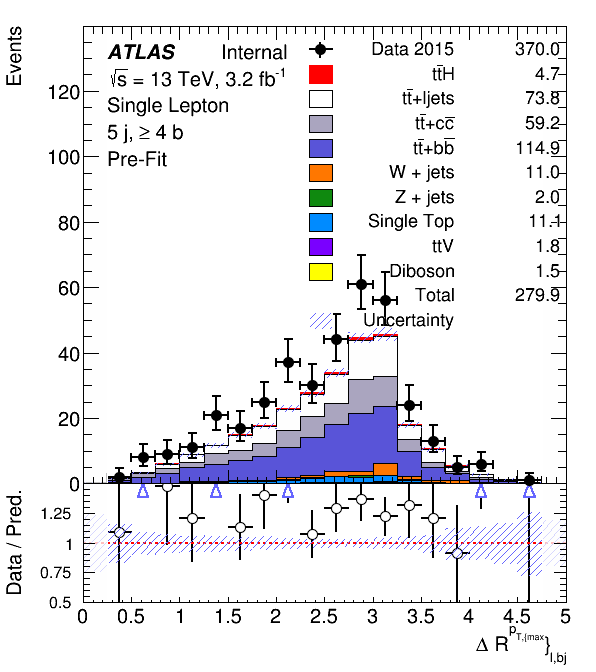 Events
ATLAS Internal
√s = 13 TeV, 3.2 fb⁻¹
Single Lepton
5 j, ≥ 4 b
Pre-Fit
Data 2015 370.0
tt̄H 4.7
tt̄+ljets 73.8
tt̄+cc̄ 59.2
tt̄+bb̄ 114.9
W + jets 11.0
Z + jets 2.0
Single Top 11.1
ttV 1.8
Diboson 1.5
Total 279.9
Uncertainty
120
100
80
60
40
20
0
Data / Pred.
1.25
1
0.75
0.5
0 0.5 1 1.5 2 2.5 3 3.5 4 4.5 5
Δ R^{p_{T,{max}}}_{l,bj}